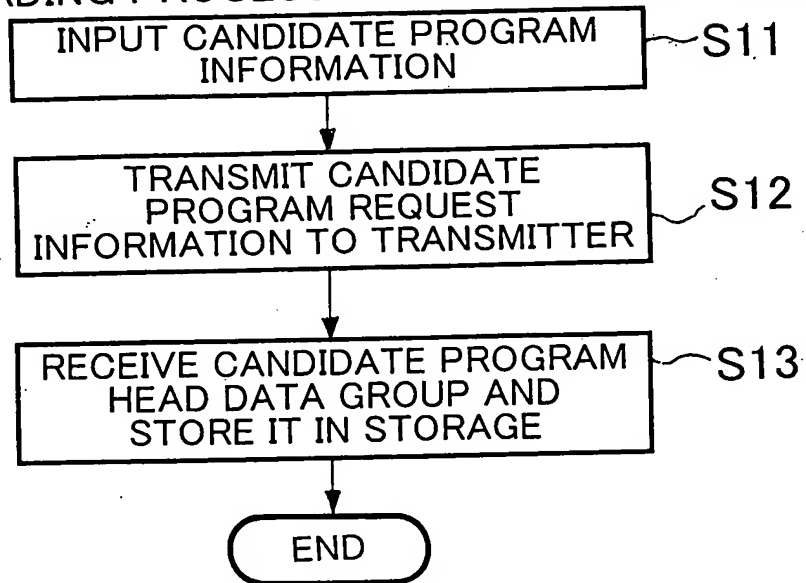 INPUT CANDIDATE PROGRAM
INFORMATION
S11
TRANSMIT CANDIDATE
PROGRAM REQUEST
INFORMATION TO TRANSMITTER
S12
RECEIVE CANDIDATE PROGRAM
HEAD DATA GROUP AND
STORE IT IN STORAGE
S13
END